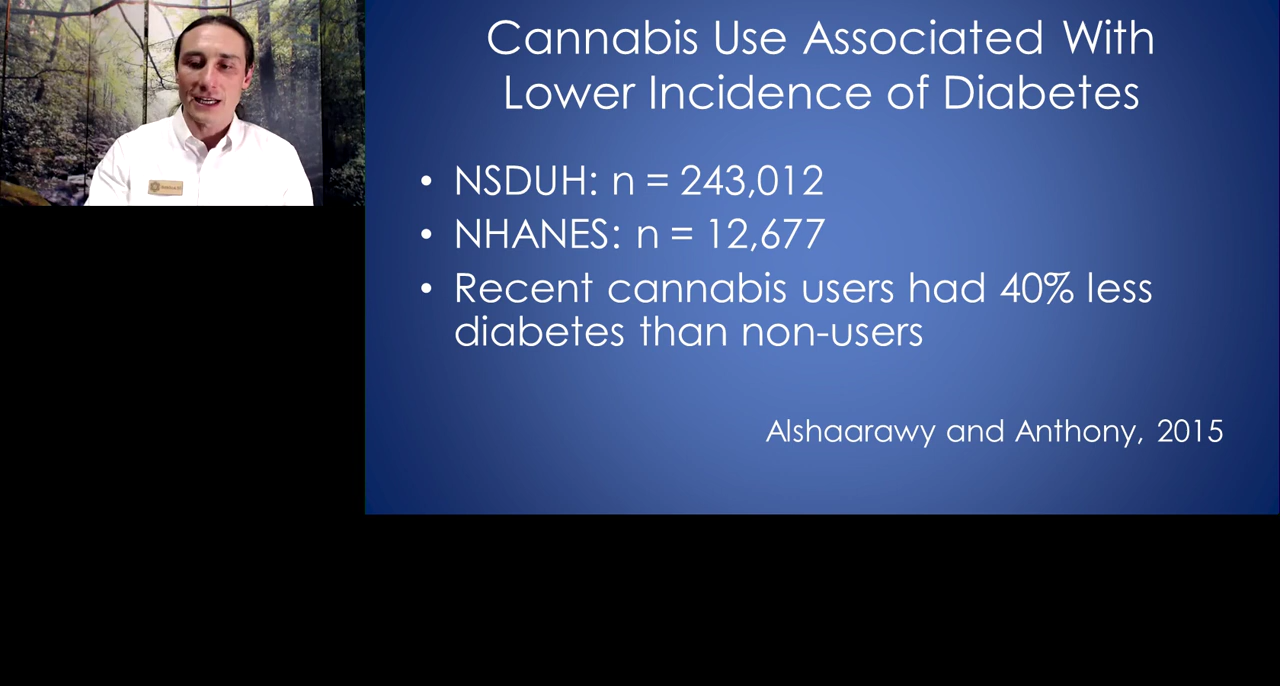 Cannabis Use Associated With
Lower Incidence of Diabetes
• NSDUH: n = 243,012
• NHANES: n = 12,677
• Recent cannabis users had 40% less
diabetes than non-users
Alshaarawy and Anthony, 2015